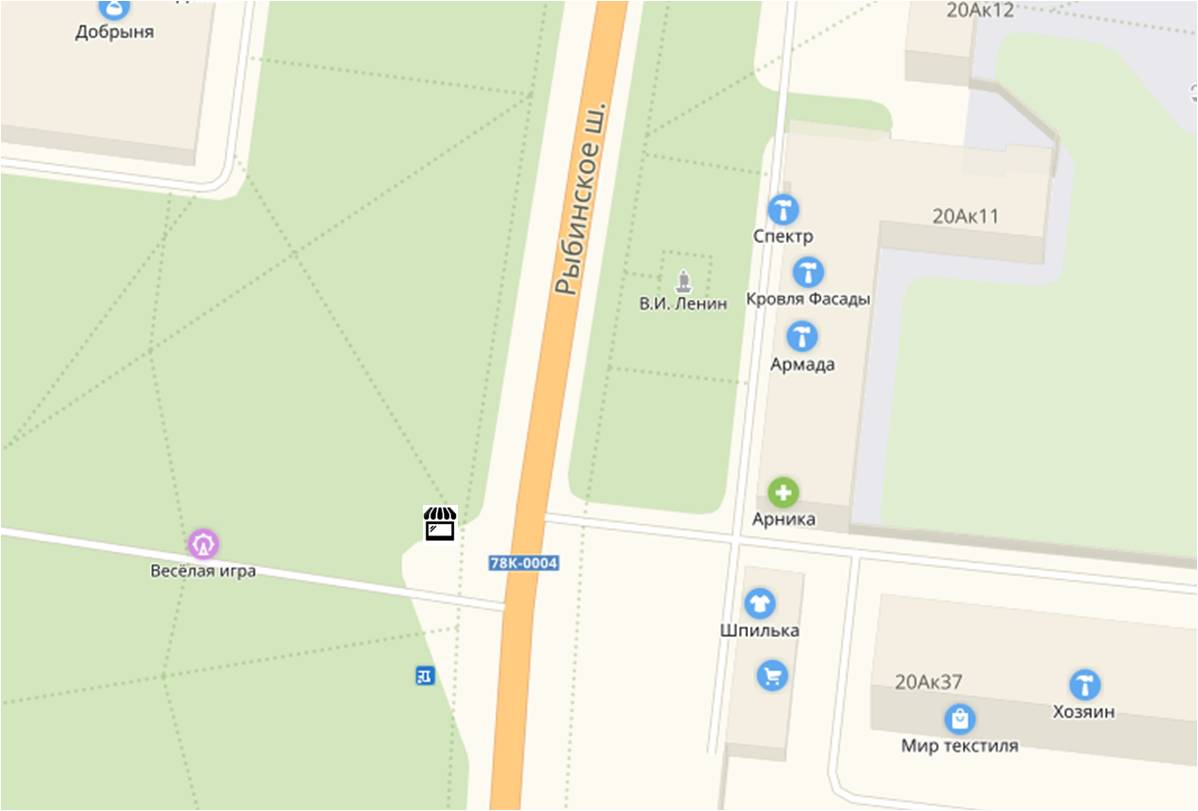 Добрыня
20Ак12
Рыбинское ш.
20Ак11
Спектр
Кровля Фасады
В.И. Ленин
Армада
Арника
78К-0004
Весёлая игра
Шпилька
20Ак37
Хозяин
Мир текстиля